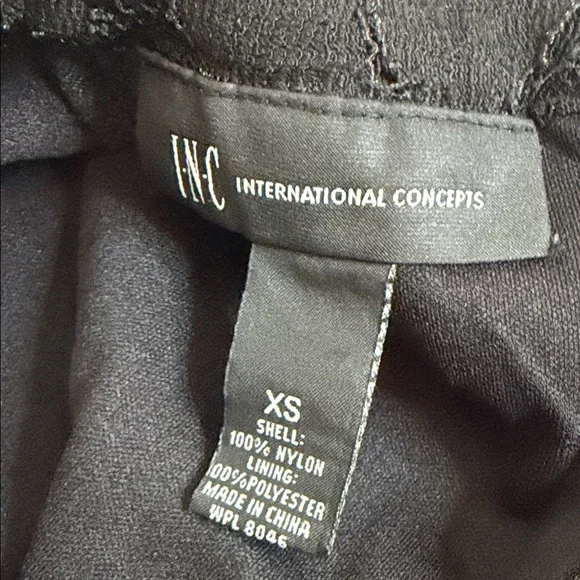 I·N·C INTERNATIONAL CONCEPTS
XS
SHELL:
100% NYLON
LINING:
100%POLYESTER
MADE IN CHINA
WPL 8046